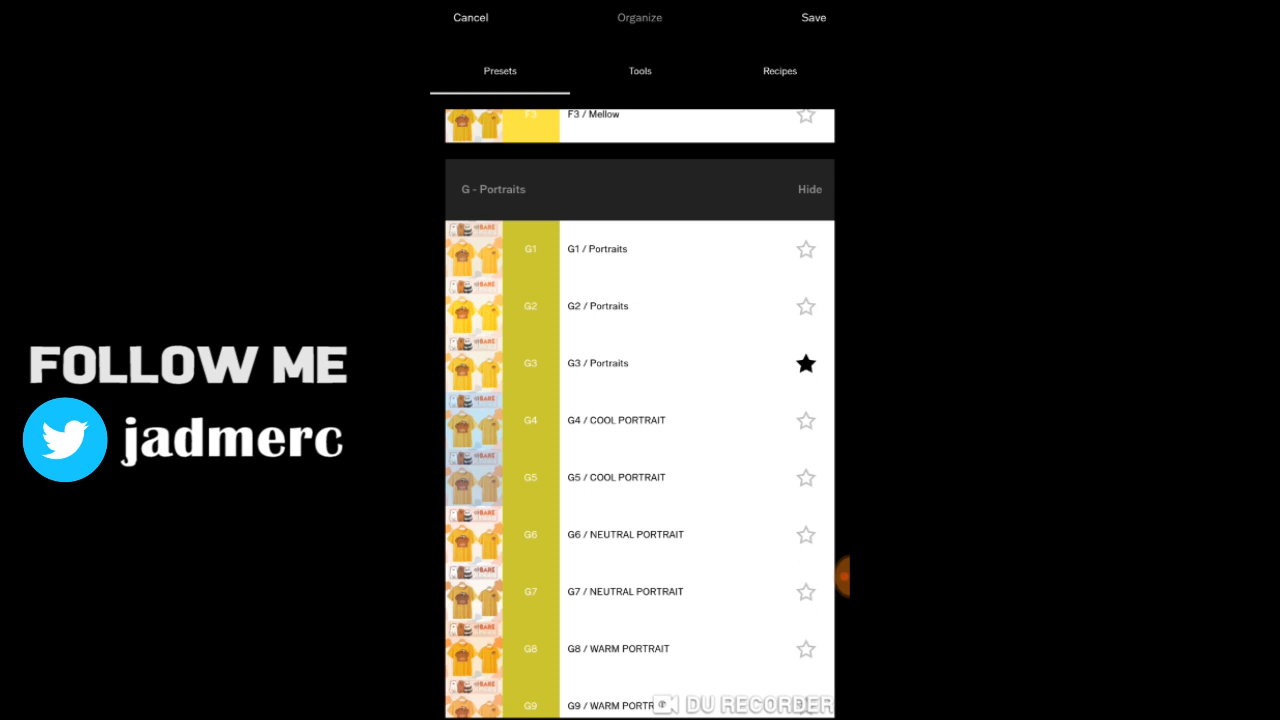 Cancel Organize Save
Presets Tools Recipes
F3 F3 / Mellow
G - Portraits Hide
G1 G1 / Portraits
G2 G2 / Portraits
G3 G3 / Portraits
FOLLOW ME
G4 G4 / COOL PORTRAIT
jadmerc
G5 G5 / COOL PORTRAIT
G6 G6 / NEUTRAL PORTRAIT
G7 G7 / NEUTRAL PORTRAIT
G8 G8 / WARM PORTRAIT
G9 G9 / WARM
DU RECORDER